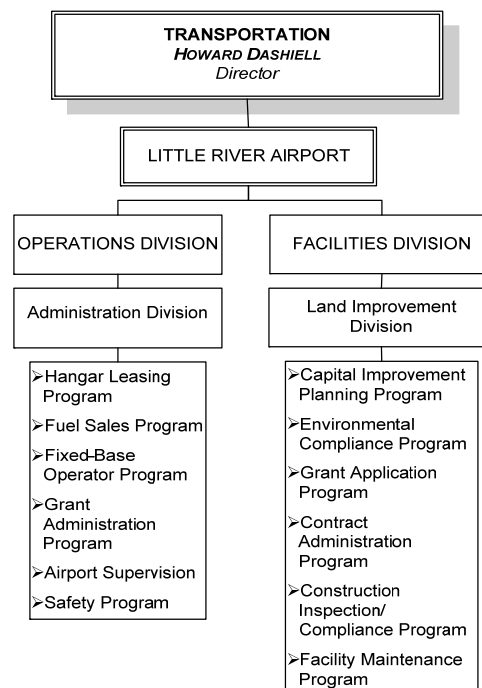 TRANSPORTATION
HOWARD DASHIELL
Director
LITTLE RIVER AIRPORT
OPERATIONS DIVISION
FACILITIES DIVISION
Administration Division
Land Improvement
Division
➢Hangar Leasing
Program
➢Fuel Sales Program
➢Fixed-Base
Operator Program
➢Grant
Administration
Program
➢Airport Supervision
➢Safety Program
➢Capital Improvement
Planning Program
➢Environmental
Compliance Program
➢Grant Application
Program
➢Contract
Administration
Program
➢Construction
Inspection/
Compliance Program
➢Facility Maintenance
Program